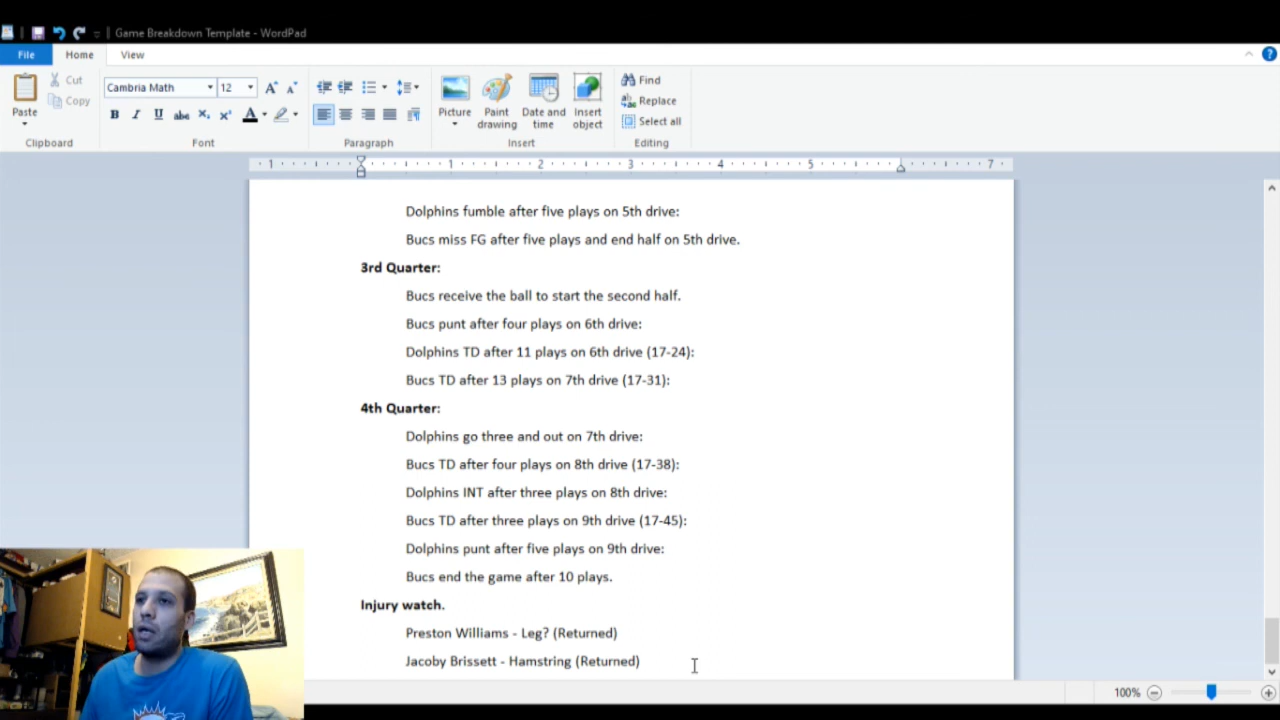 Game Breakdown Template - WordPad
File Home View
Paste
Cut
Copy
Clipboard
Cambria Math 12
Font
Paragraph
Picture
Paint drawing
Date and time
Insert object
Insert
Find
Replace
Select all
Editing
1 1 2 3 4 5 7
Dolphins fumble after five plays on 5th drive:
Bucs miss FG after five plays and end half on 5th drive.
3rd Quarter:
Bucs receive the ball to start the second half.
Bucs punt after four plays on 6th drive:
Dolphins TD after 11 plays on 6th drive (17-24):
Bucs TD after 13 plays on 7th drive (17-31):
4th Quarter:
Dolphins go three and out on 7th drive:
Bucs TD after four plays on 8th drive (17-38):
Dolphins INT after three plays on 8th drive:
Bucs TD after three plays on 9th drive (17-45):
Dolphins punt after five plays on 9th drive:
Bucs end the game after 10 plays.
Injury watch.
Preston Williams - Leg? (Returned)
Jacoby Brissett - Hamstring (Returned)
100%